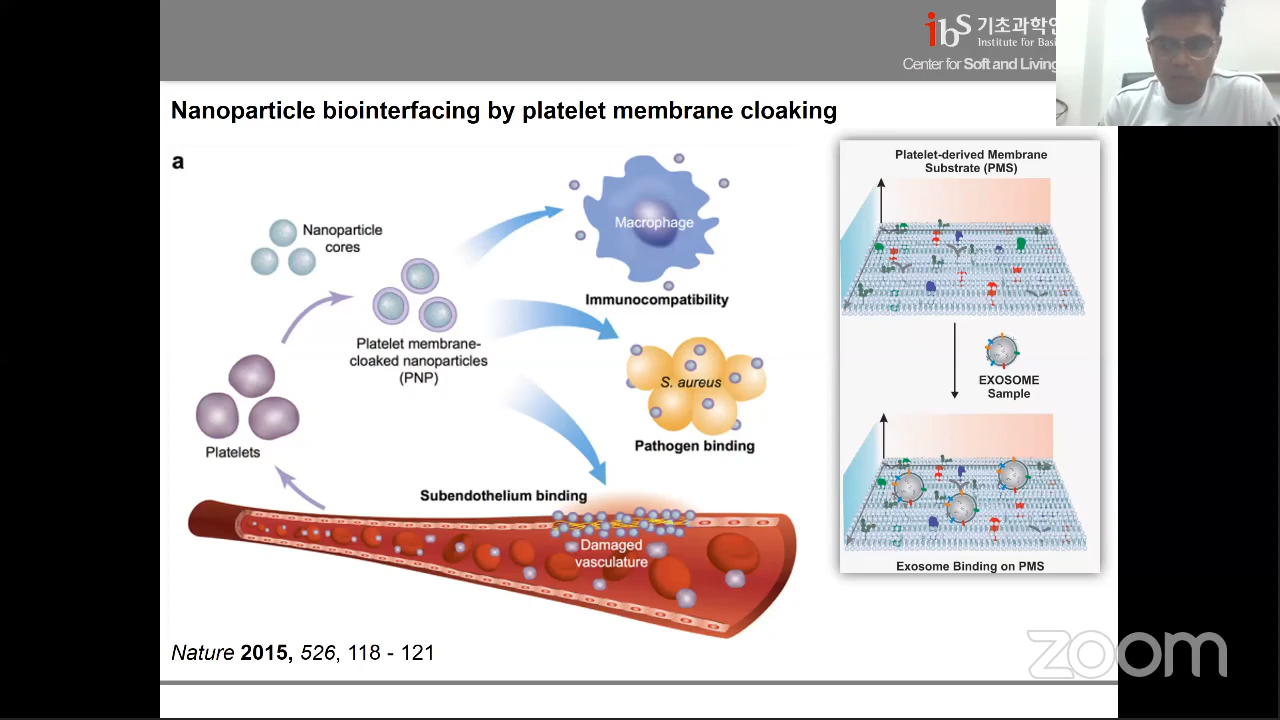 ibS 기초과학연
Institute for Basi
Center for Soft and Living
Nanoparticle biointerfacing by platelet membrane cloaking
a
Nanoparticle
cores
Platelet membrane-
cloaked nanoparticles
(PNP)
Platelets
Macrophage
Immunocompatibility
S. aureus
Pathogen binding
Subendothelium binding
Damaged
vasculature
Platelet-derived Membrane
Substrate (PMS)
EXOSOME
Sample
Exosome Binding on PMS
Nature 2015, 526, 118 - 121
zoom